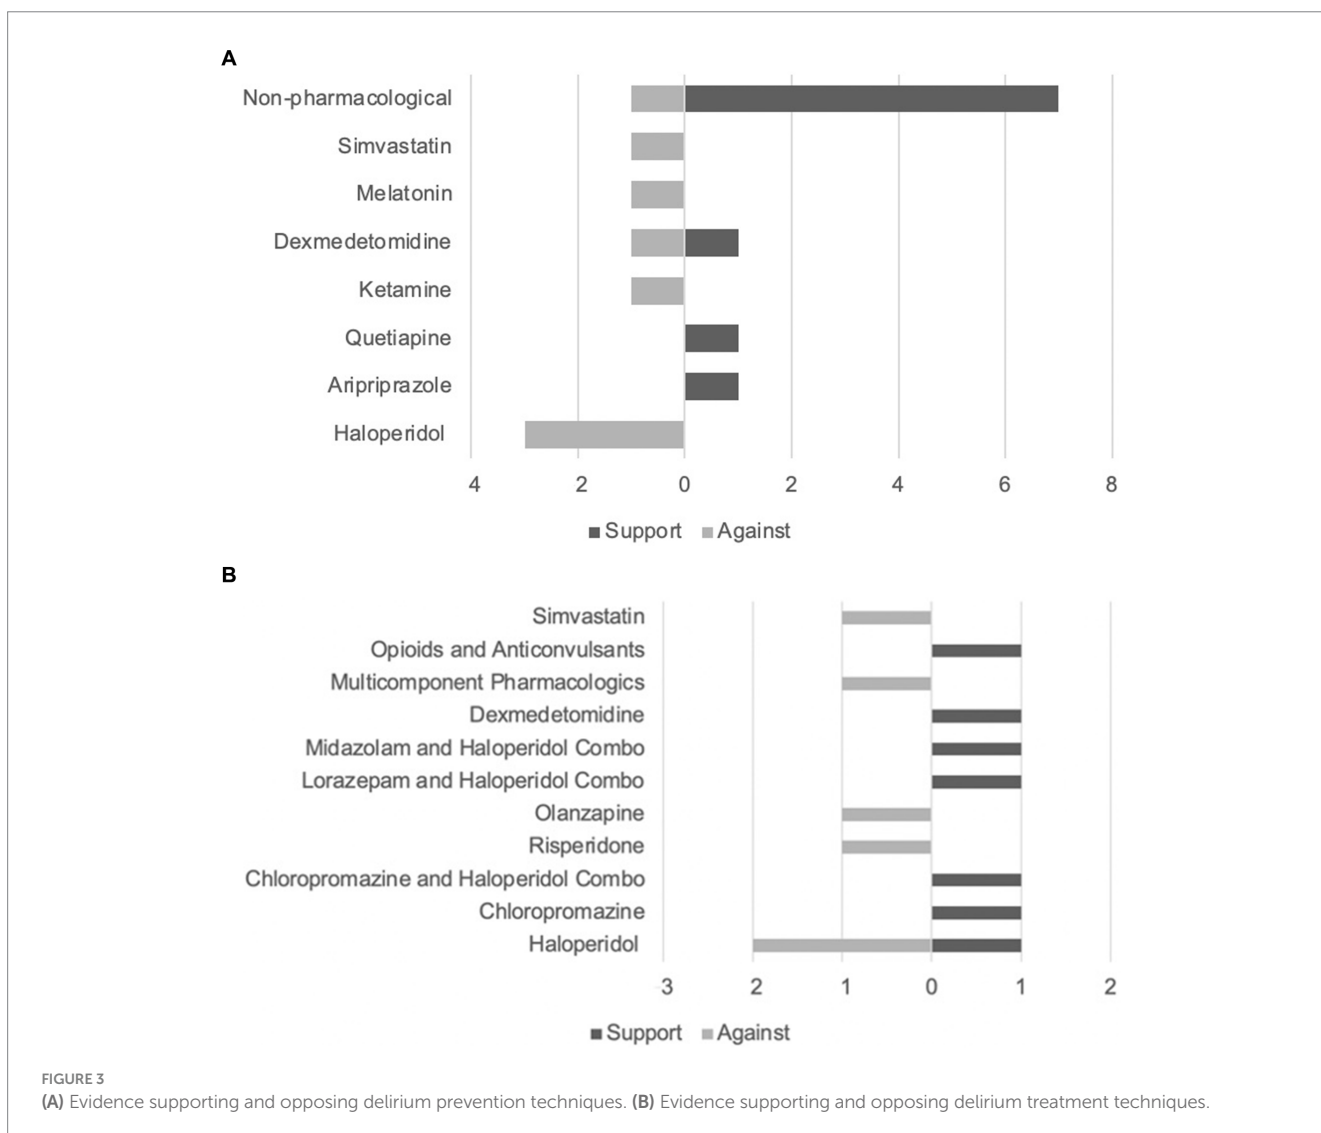 A
Non-pharmacological
Simvastatin
Melatonin
Dexmedetomidine
Ketamine
Quetiapine
Aripriprazole
Haloperidol
4 2 0 2 4 6 8
Support Against
B
Simvastatin
Opioids and Anticonvulsants
Multicomponent Pharmacologics
Dexmedetomidine
Midazolam and Haloperidol Combo
Lorazepam and Haloperidol Combo
Olanzapine
Risperidone
Chloropromazine and Haloperidol Combo
Chloropromazine
Haloperidol
3 2 1 0 1 2
Support Against
FIGURE 3
(A) Evidence supporting and opposing delirium prevention techniques. (B) Evidence supporting and opposing delirium treatment techniques.